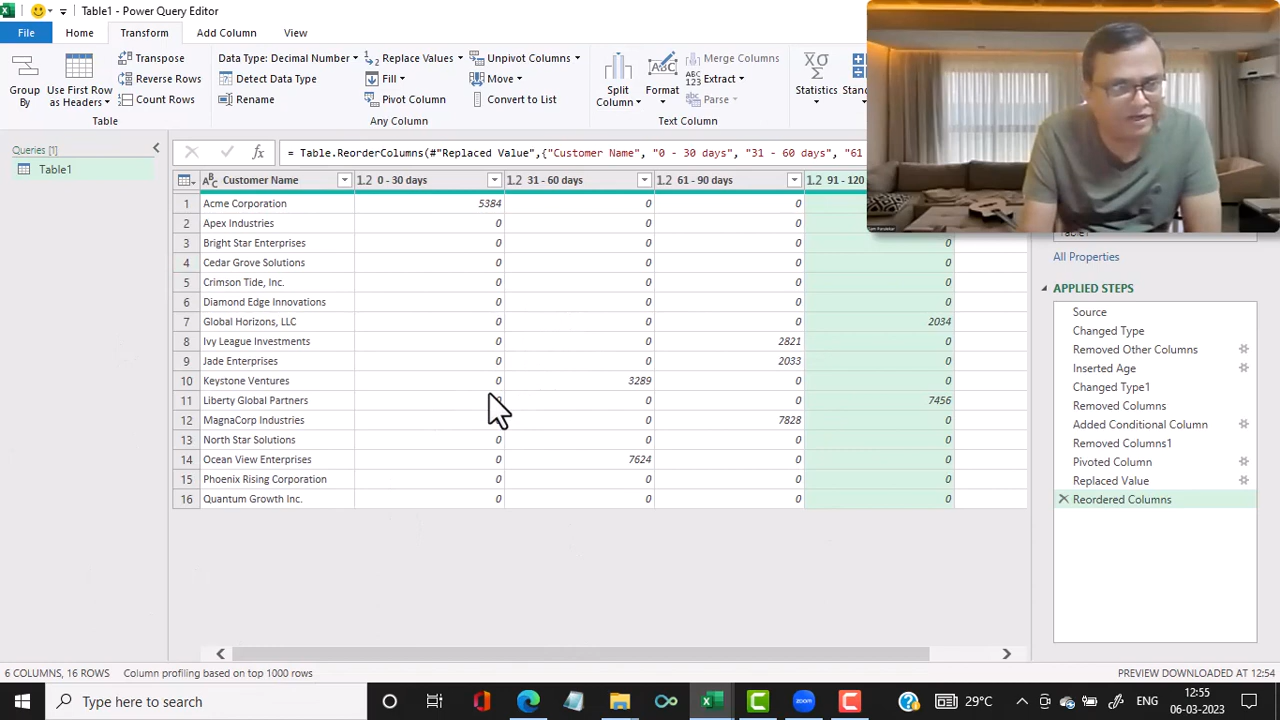 Table1 - Power Query Editor
File Home Transform Add Column View
Group By
Use First Row as Headers
Transpose
Reverse Rows
Count Rows
Table
Data Type: Decimal Number
Detect Data Type
Rename
Replace Values
Fill
Pivot Column
Unpivot Columns
Move
Convert to List
Any Column
Split Column
Format
Merge Columns
Extract
Parse
Text Column
Statistics
Queries [1]
Table1
= Table.ReorderColumns(#"Replaced Value",{"Customer Name", "0 - 30 days", "31 - 60 days", "61
Customer Name 1.2 0 - 30 days 1.2 31 - 60 days 1.2 61 - 90 days 1.2 91 - 120
1 Acme Corporation 5384 0 0
2 Apex Industries 0 0 0
3 Bright Star Enterprises 0 0 0 0
4 Cedar Grove Solutions 0 0 0 0
5 Crimson Tide, Inc. 0 0 0 0
6 Diamond Edge Innovations 0 0 0 0
7 Global Horizons, LLC 0 0 0 2034
8 Ivy League Investments 0 0 2821 0
9 Jade Enterprises 0 0 2033 0
10 Keystone Ventures 0 3289 0 0
11 Liberty Global Partners 0 0 7456
12 MagnaCorp Industries 0 0 7828 0
13 North Star Solutions 0 0 0 0
14 Ocean View Enterprises 0 7624 0 0
15 Phoenix Rising Corporation 0 0 0 0
16 Quantum Growth Inc. 0 0 0 0
All Properties
APPLIED STEPS
Source
Changed Type
Removed Other Columns
Inserted Age
Changed Type1
Removed Columns
Added Conditional Column
Removed Columns1
Pivoted Column
Replaced Value
Reordered Columns
6 COLUMNS, 16 ROWS Column profiling based on top 1000 rows
PREVIEW DOWNLOADED AT 12:54
Type here to search
29°C
ENG
12:55
06-03-2023